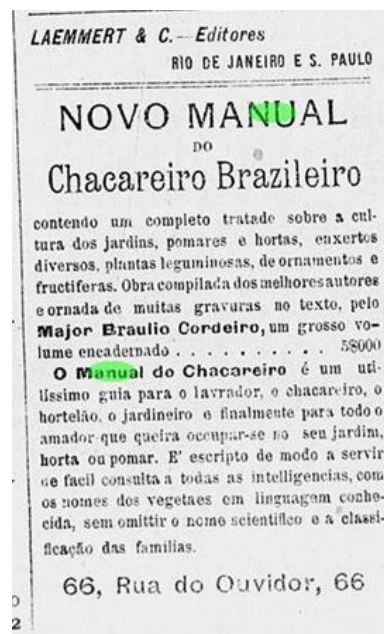 LAEMMERT & C.— Editores
RIO DE JANEIRO E S. PAULO
NOVO MANUAL
DO
Chacareiro Brazileiro
contendo um completo tratade sobre a cul-
tura dos jardins, pomares e hortas, enxertos
diversos, plantas leguminosas, de ornamentos e
fructiferas. Obra compilada dos melhores autores
e ornada de muitas gravuras no texto, pelo
Major Braulio Cordeiro, um grosso vo-
lume encadernado . . . . . . . . . . 5$000
O Manual do Chacareiro é um uti-
lissimo guia para o lavrador, o chacareiro, o
hortelão, o jardineiro e finalmente para todo o
amador que queira occupar-se no seu jardim,
horta ou pomar. E' escripto de modo a servir
de facil consulta a todas as intelligencias, com
os nomes dos vegetaes em linguagem conhe-
cida, sem omittir o nome scientifico e a classi-
ficação das familias.
66, Rua do Ouvidor, 66